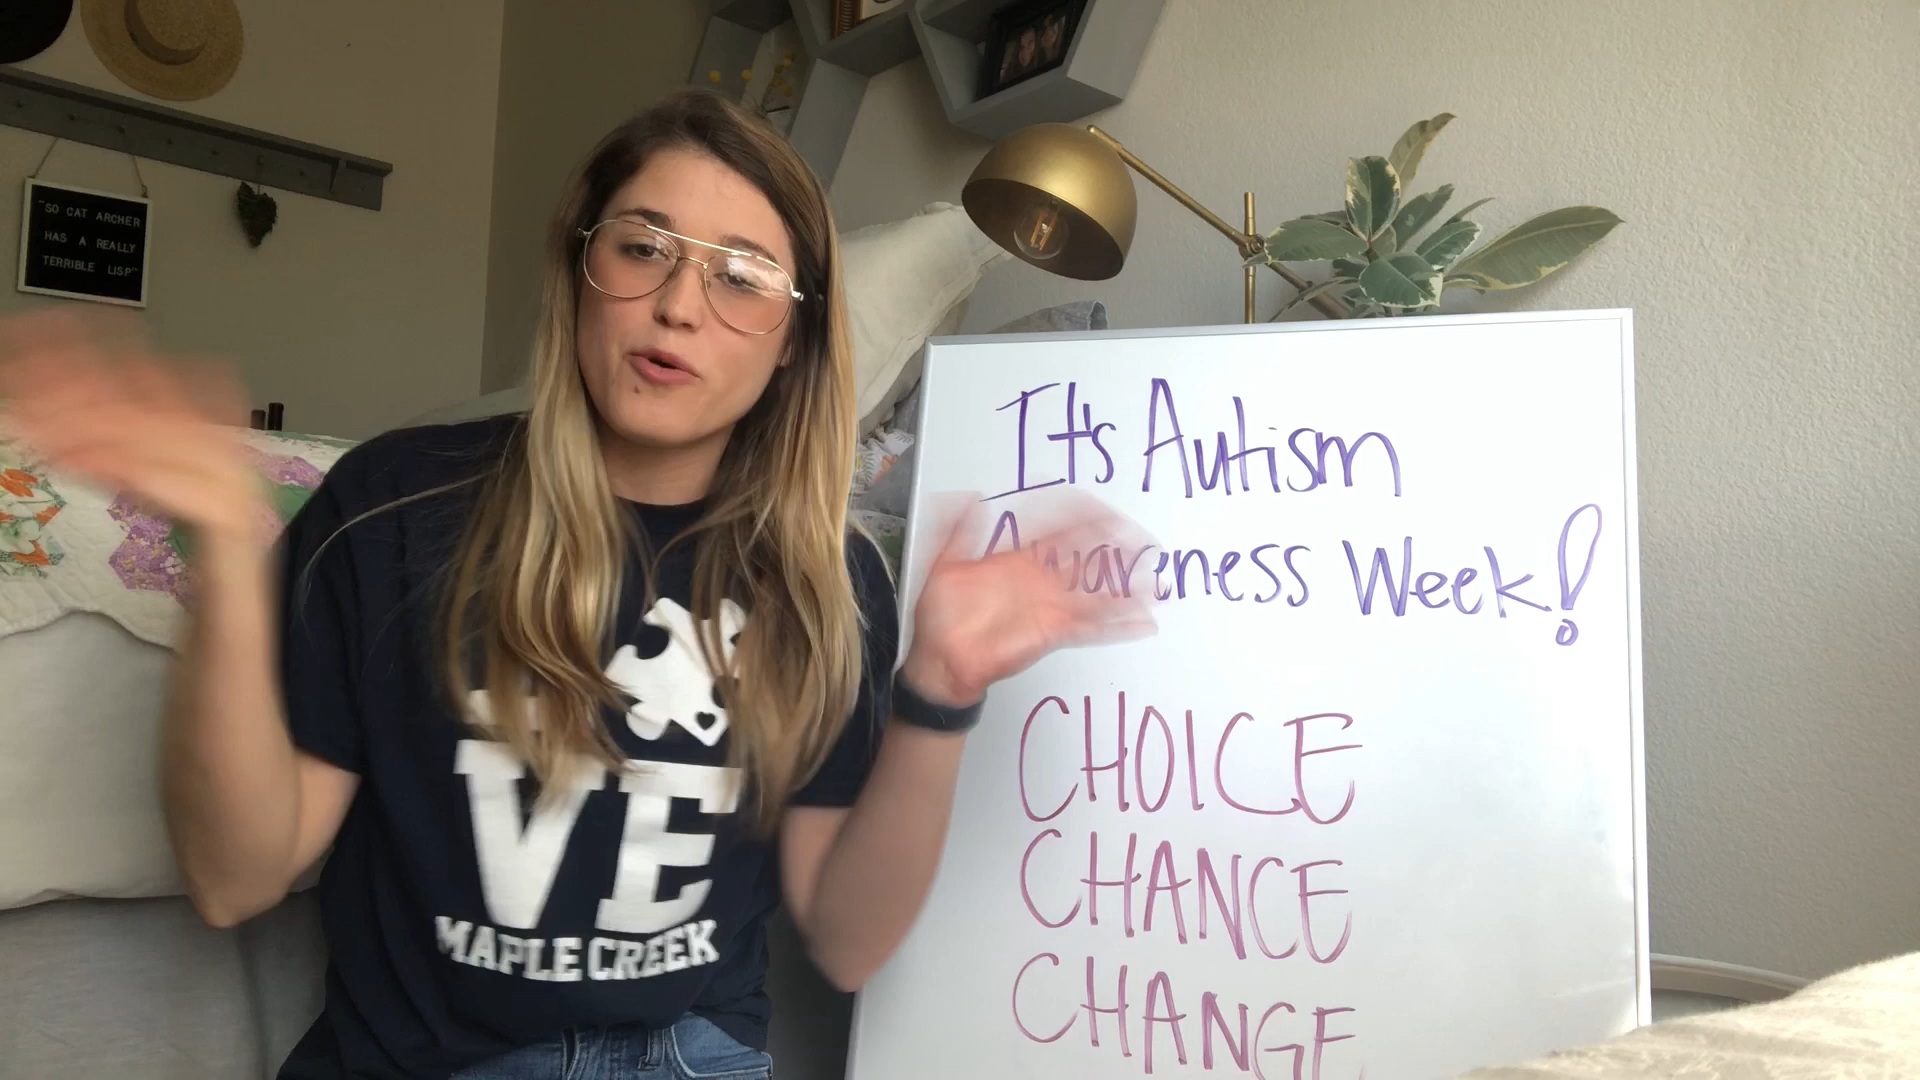 "SO CAT ARCHER
HAS A REALLY
TERRIBLE LISP"
It's Autism
Awareness Week!
CHOICE
CHANCE
CHANGE
VE
MAPLE CREEK